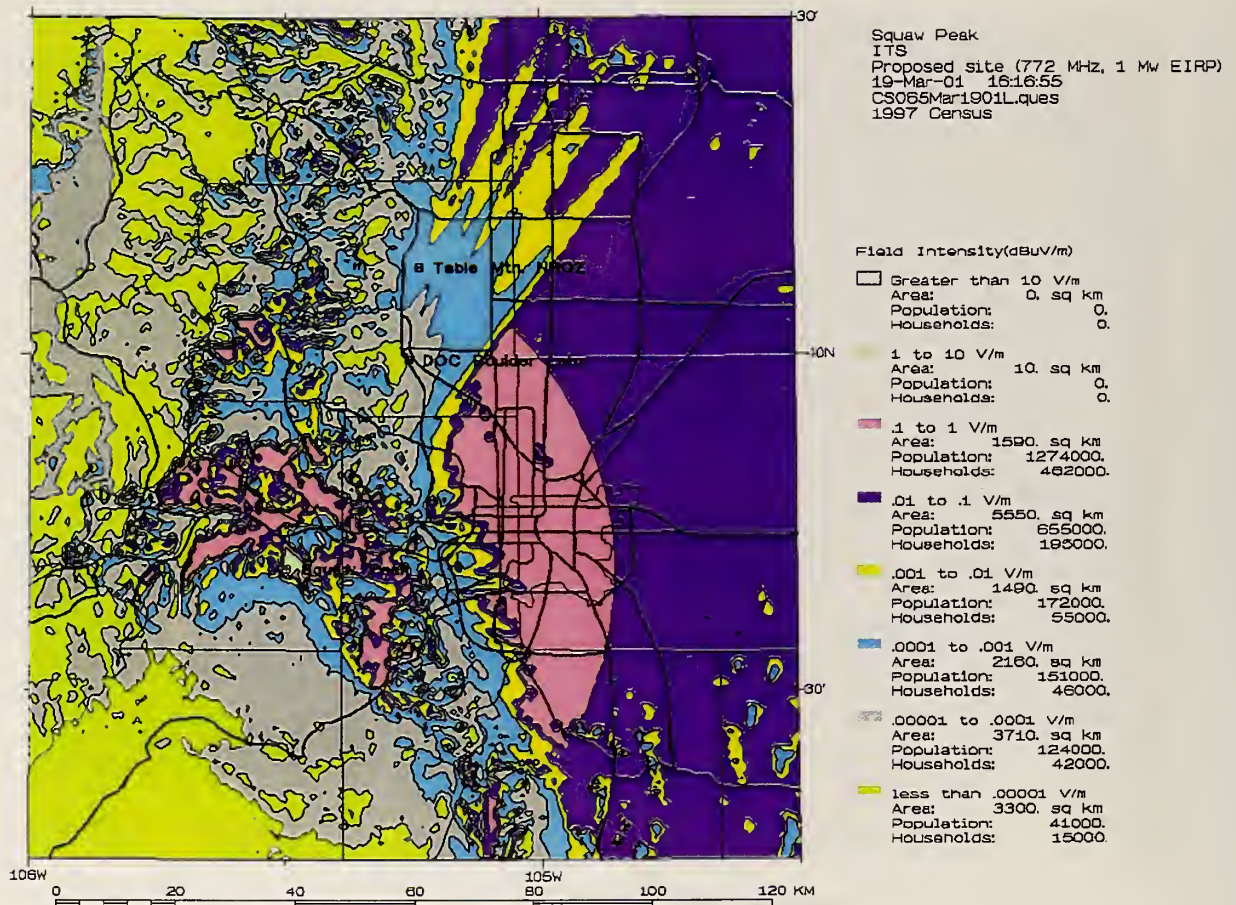 30'
Squaw Peak
ITS
Proposed site (772 MHz, 1 Mw EIRP)
19-Mar-01 16:16:55
CS065Mar1901L.ques
1997 Census
Field Intensity(dBuV/m)
Greater than 10 V/m
Area: 0. sq km
Population: 0.
Households: 0.
1 to 10 V/m
Area: 10. sq km
Population: 0.
Households: 0.
.1 to 1 V/m
Area: 1590. sq km
Population: 1274000.
Households: 462000.
.01 to .1 V/m
Area: 5550. sq km
Population: 655000.
Households: 195000.
.001 to .01 V/m
Area: 1490. sq km
Population: 172000.
Households: 55000.
.0001 to .001 V/m
Area: 2160. sq km
Population: 151000.
Households: 46000.
.00001 to .0001 V/m
Area: 3710. sq km
Population: 124000.
Households: 42000.
less than .00001 V/m
Area: 3300. sq km
Population: 41000.
Households: 15000.
Table Mtn. NRQZ
40N
DOC Boulder
Squaw Peak
30'
106W
105W
0 20 40 60 80 100 120 KM